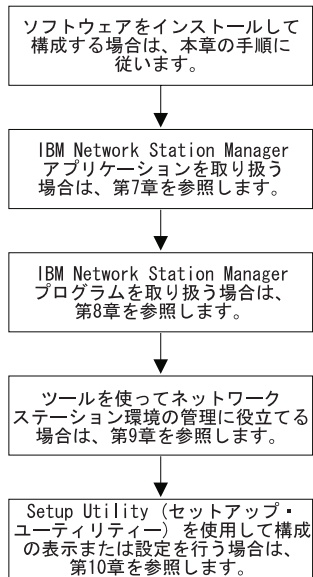 ソフトウェアをインストールして
構成する場合は、本章の手順に
従います。
IBM Network Station Manager
アプリケーションを取り扱う
場合は、第7章を参照します。
IBM Network Station Manager
プログラムを取り扱う場合は、
第8章を参照します。
ツールを使ってネットワーク
ステーション環境の管理に役立てる
場合は、第9章を参照します。
Setup Utility (セットアップ・
ユーティリティー) を使用して構成
の表示または設定を行う場合は、
第10章を参照します。